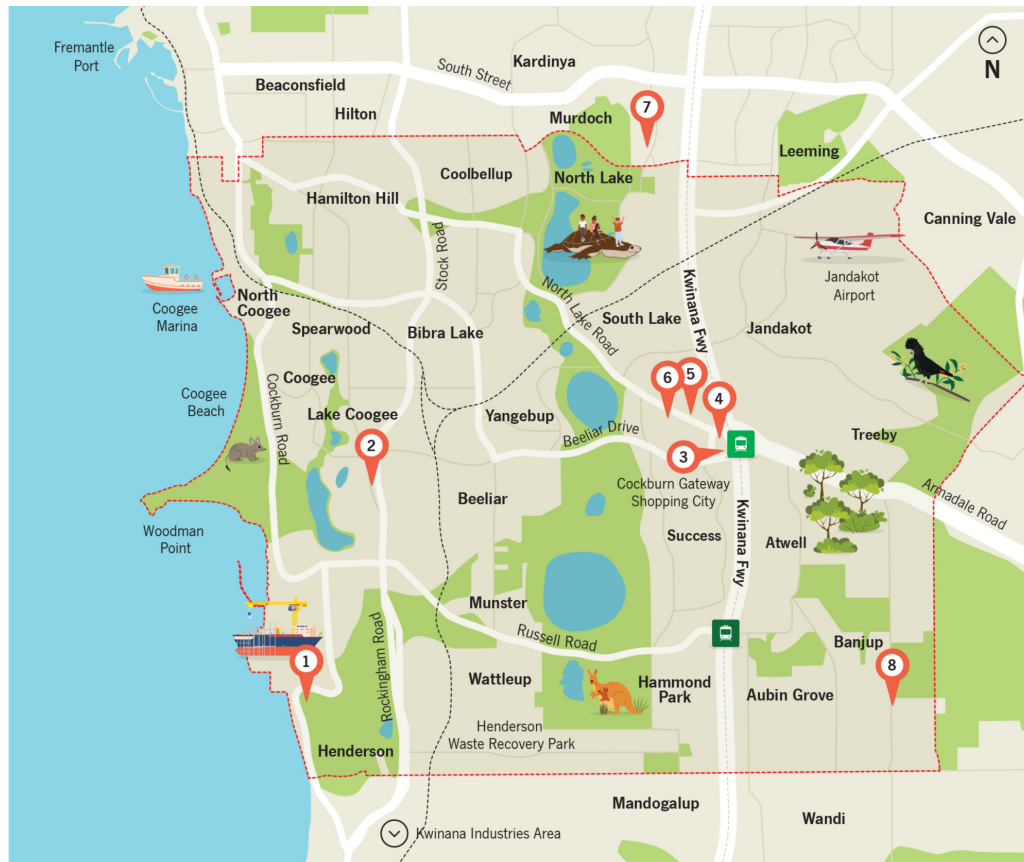 Fremantle
Port
Kardinya
South Street
N
Beaconsfield
Hilton
Murdoch
7
Leeming
Coolbellup
North Lake
Hamilton Hill
Canning Vale
Stock Road
Jandakot
Airport
Coogee
Marina
North
Coogee
Spearwood
Bibra Lake
North Lake Road
South Lake
Kwinana Fwy
Jandakot
Coogee
Beach
Coogee
Cockburn Road
Lake Coogee
2
Yangebup
Beeliar Drive
6
5
4
3
Cockburn Gateway
Shopping City
Treeby
Armadale Road
Beeliar
Woodman
Point
Success
Kwinana Fwy
Atwell
Munster
Russell Road
Banjup
1
Rockingham Road
Wattleup
Hammond
Park
Aubin Grove
8
Henderson
Waste Recovery Park
Henderson
Mandogalup
Wandi
Kwinana Industries Area